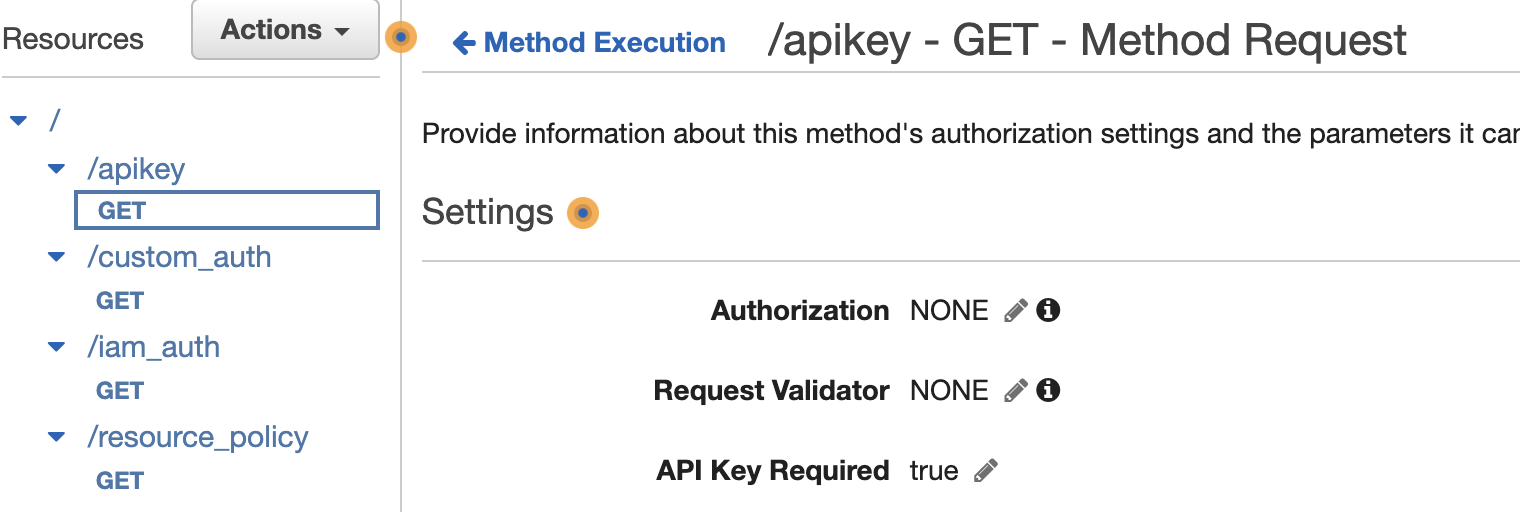 Resources
Actions
/
/apikey
GET
/custom_auth
GET
/iam_auth
GET
/resource_policy
GET
Method Execution
/apikey - GET - Method Request
Provide information about this method's authorization settings and the parameters it can
Settings
Authorization NONE
Request Validator NONE
API Key Required true